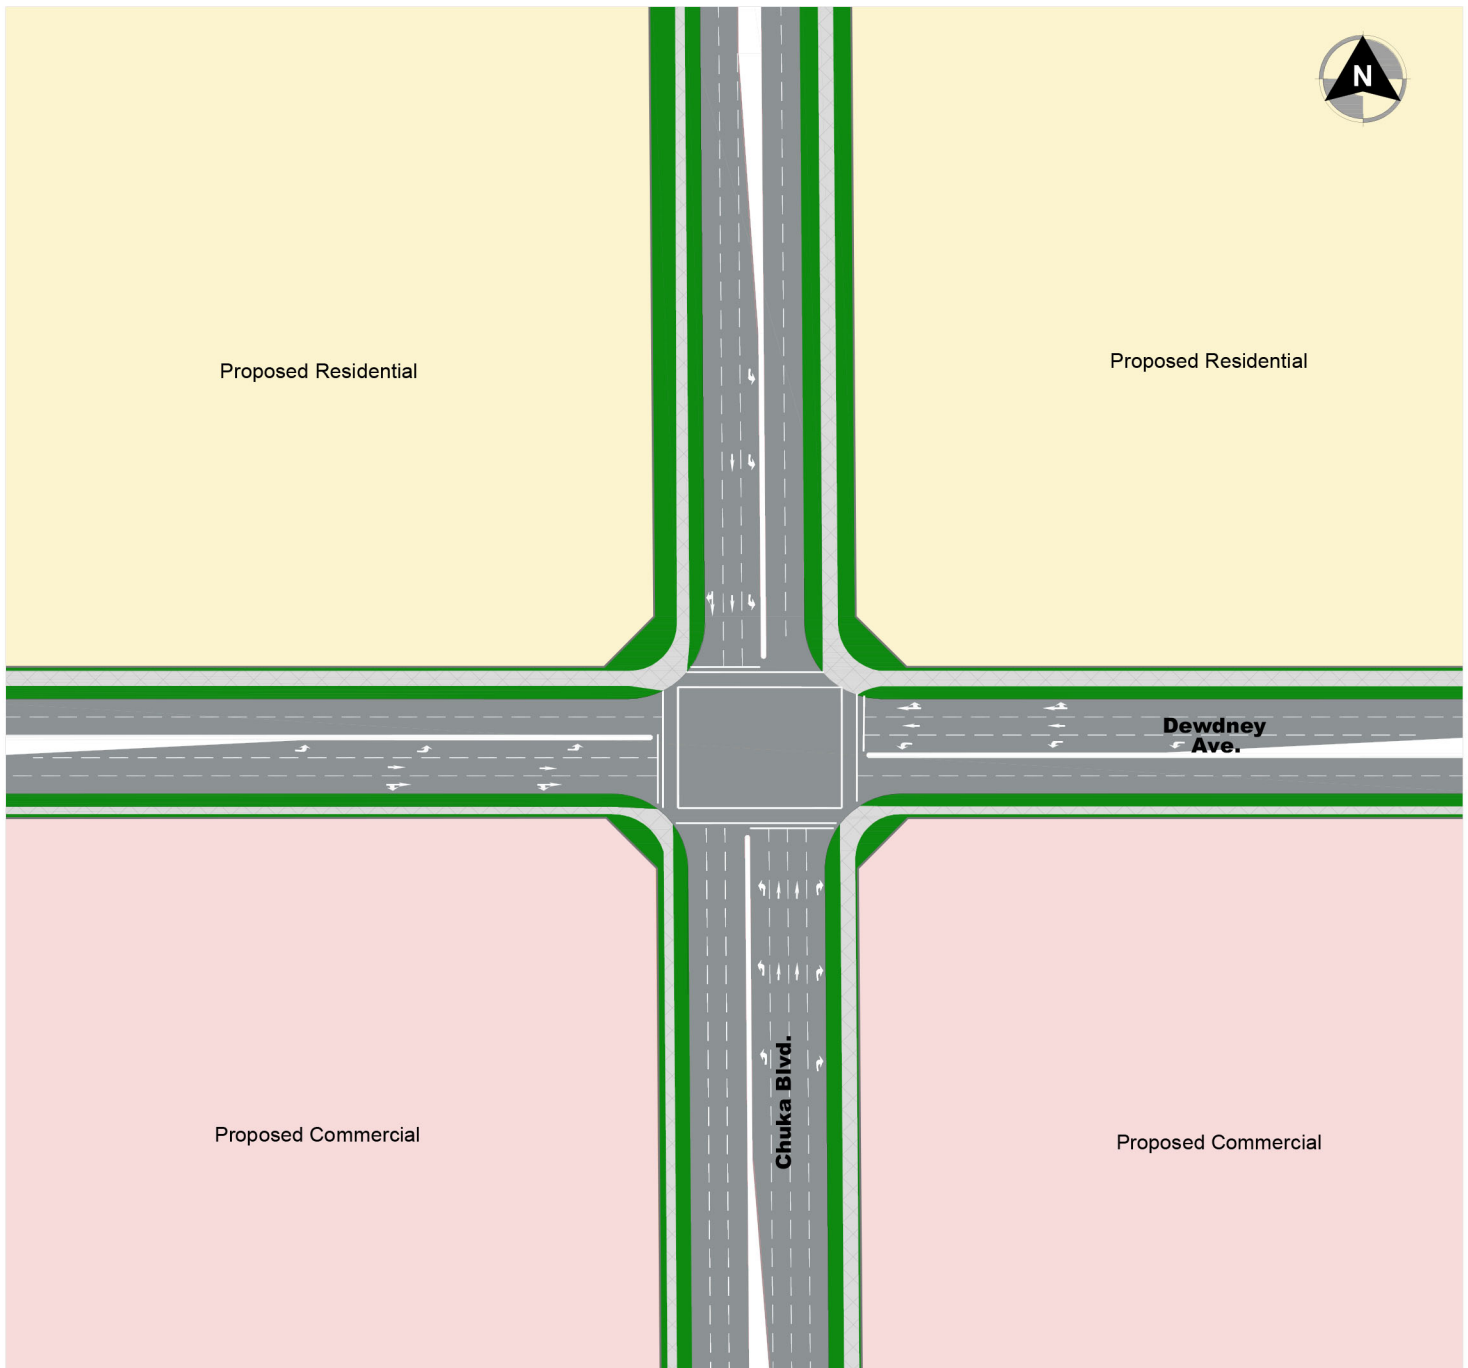 N
Proposed Residential
Proposed Residential
Dewdney
Ave.
Chuka Blvd.
Proposed Commercial
Proposed Commercial